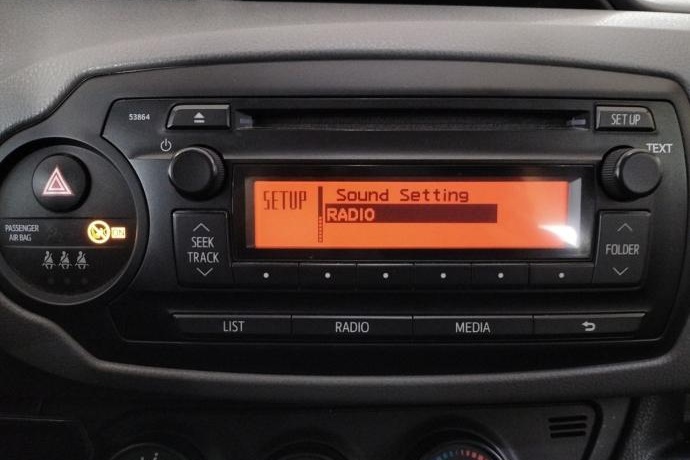 53864
SET UP
TEXT
SETUP
Sound Setting
RADIO
PASSENGER
AIR BAG
SEEK
TRACK
FOLDER
LIST
RADIO
MEDIA